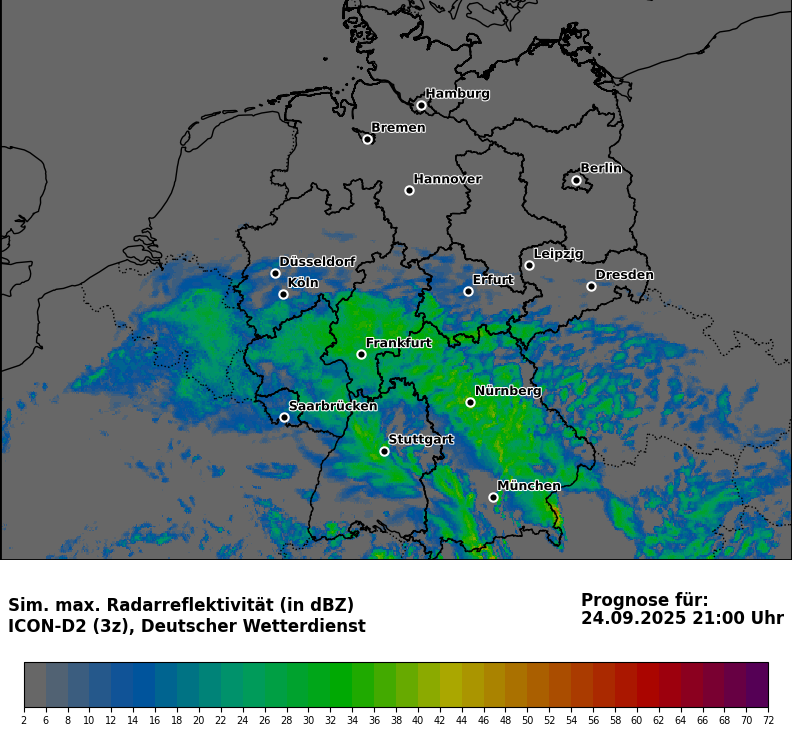 Hamburg
Bremen
Berlin
Hannover
Leipzig
Düsseldorf
Dresden
Köln
Erfurt
Frankfurt
Nürnberg
Saarbrücken
Stuttgart
München
Sim. max. Radarreflektivität (in dBZ)
ICON-D2 (3z), Deutscher Wetterdienst
Prognose für:
24.09.2025 21:00 Uhr
2 6 8 10 12 14 16 18 20 22 24 26 28 30 32 34 36 38 40 42 44 46 48 50 52 54 56 58 60 62 64 66 68 70 72